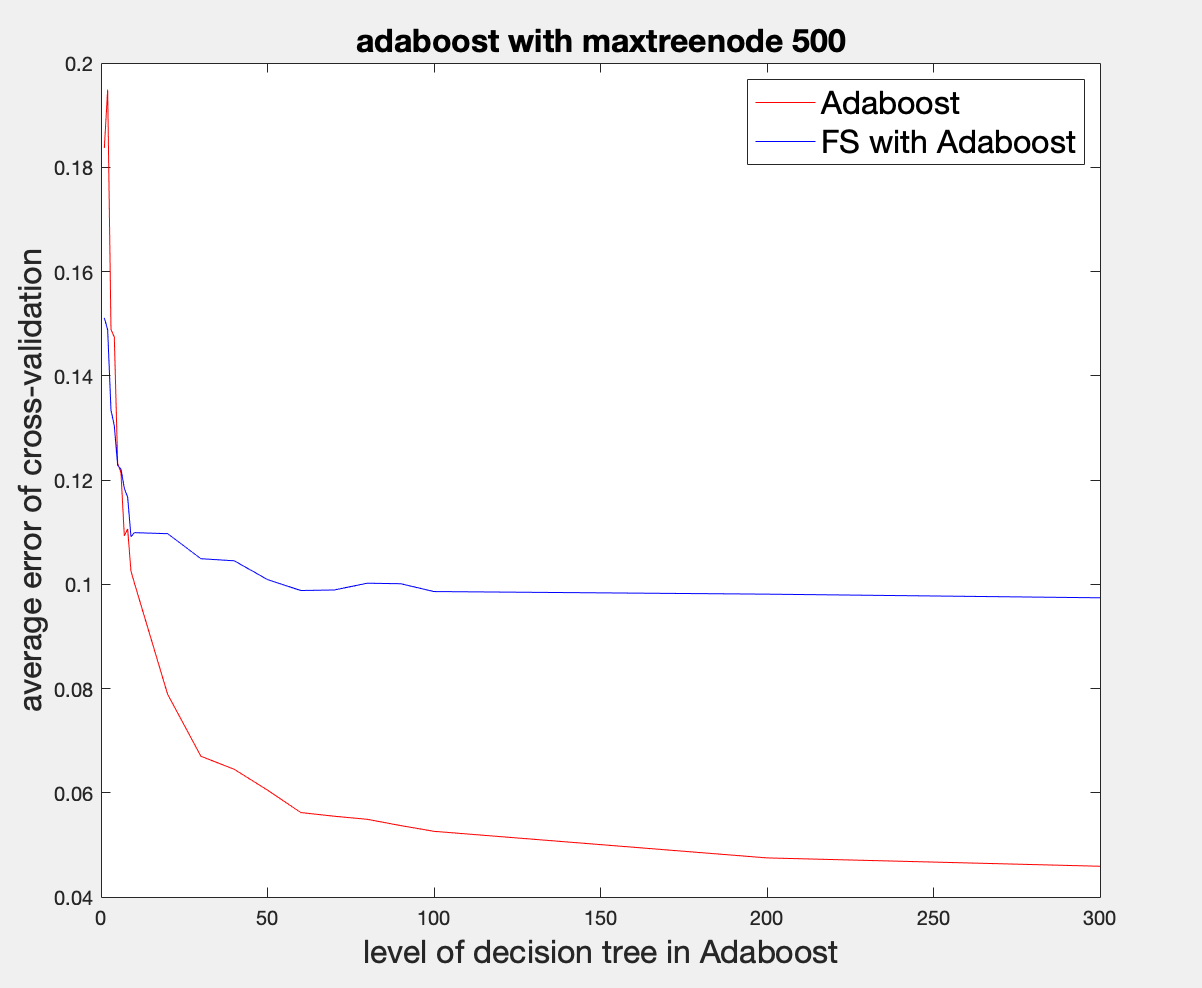 adaboost with maxtreenode 500
Adaboost
FS with Adaboost
average error of cross-validation
0.2
0.18
0.16
0.14
0.12
0.1
0.08
0.06
0.04
0 50 100 150 200 250 300
level of decision tree in Adaboost